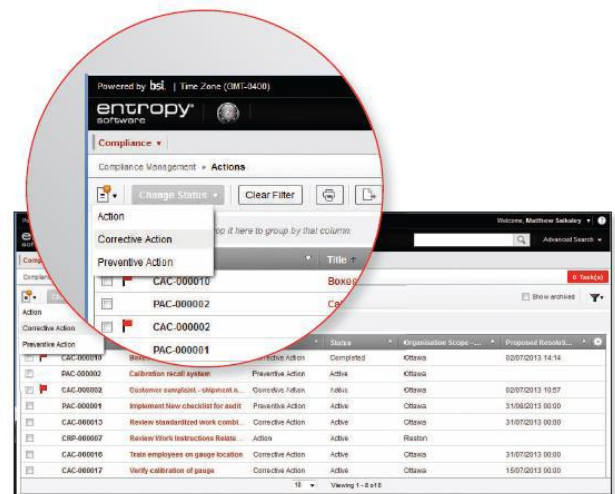 Powered by bsi. | Time Zone (GMT-0400)
entropy
software
Compliance
Compliance Management Actions
Change Status
Clear Filter
Action
Corrective Action
Preventive Action
op it here to group by that column
Title
CAC-000010
Boxes
PAC-000002
CAC-000002
PAC-000001
Welcome, Matthew Saikaley
Advanced Search
0 Task(s)
Show archived
Action
Corrective Action
Preventive Action
Status
Organisation Scope -...
Proposed Resoluti...
CAC-000010
Corrective Action
Completed
Ottawa
02/07/2013 14:14
PAC-000002
Calibration recall system
Preventive Action
Active
Ottawa
CAC-000002
Customer complaint - shipment n...
Corrective Action
Active
Ottawa
02/07/2013 10:57
PAC-000001
Implement New checklist for audit
Preventive Action
Active
Ottawa
31/08/2013 00:00
CAC-000013
Review standardized work combi...
Corrective Action
Active
Ottawa
31/07/2013 00:00
CRP-000007
Review Work Instructions Relate...
Action
Active
Reston
CAC-000016
Train employees on gauge location
Corrective Action
Active
Ottawa
31/07/2013 00:00
CAC-000017
Verify calibration of gauge
Corrective Action
Active
Ottawa
15/07/2013 00:00
10
Viewing 1 - 8 of 8